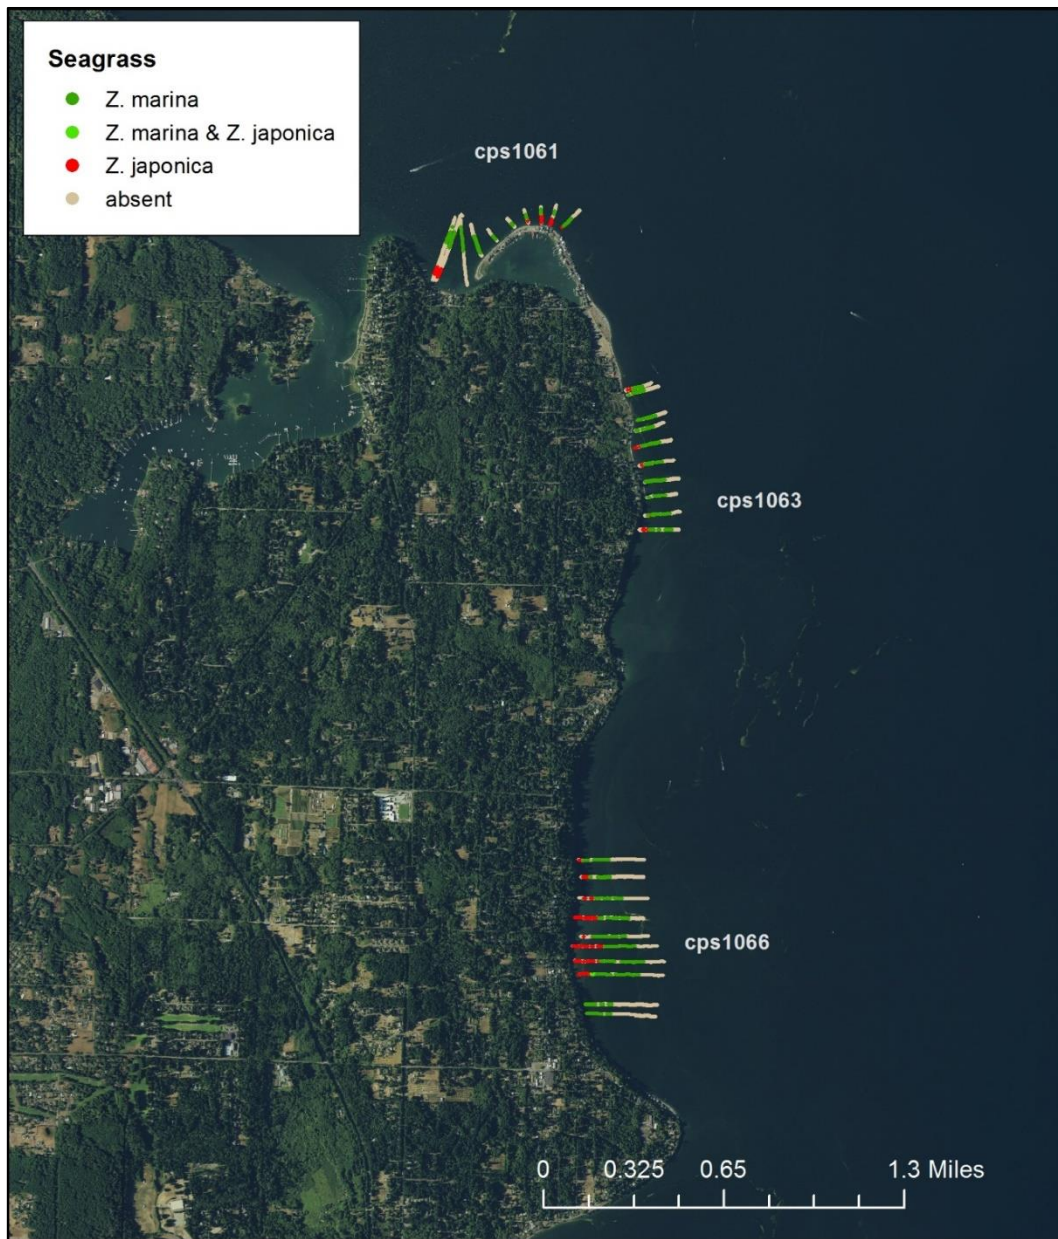 Seagrass
Z. marina
Z. marina & Z. japonica
Z. japonica
absent
cps1061
cps1063
cps1066
0 0.325 0.65 1.3 Miles